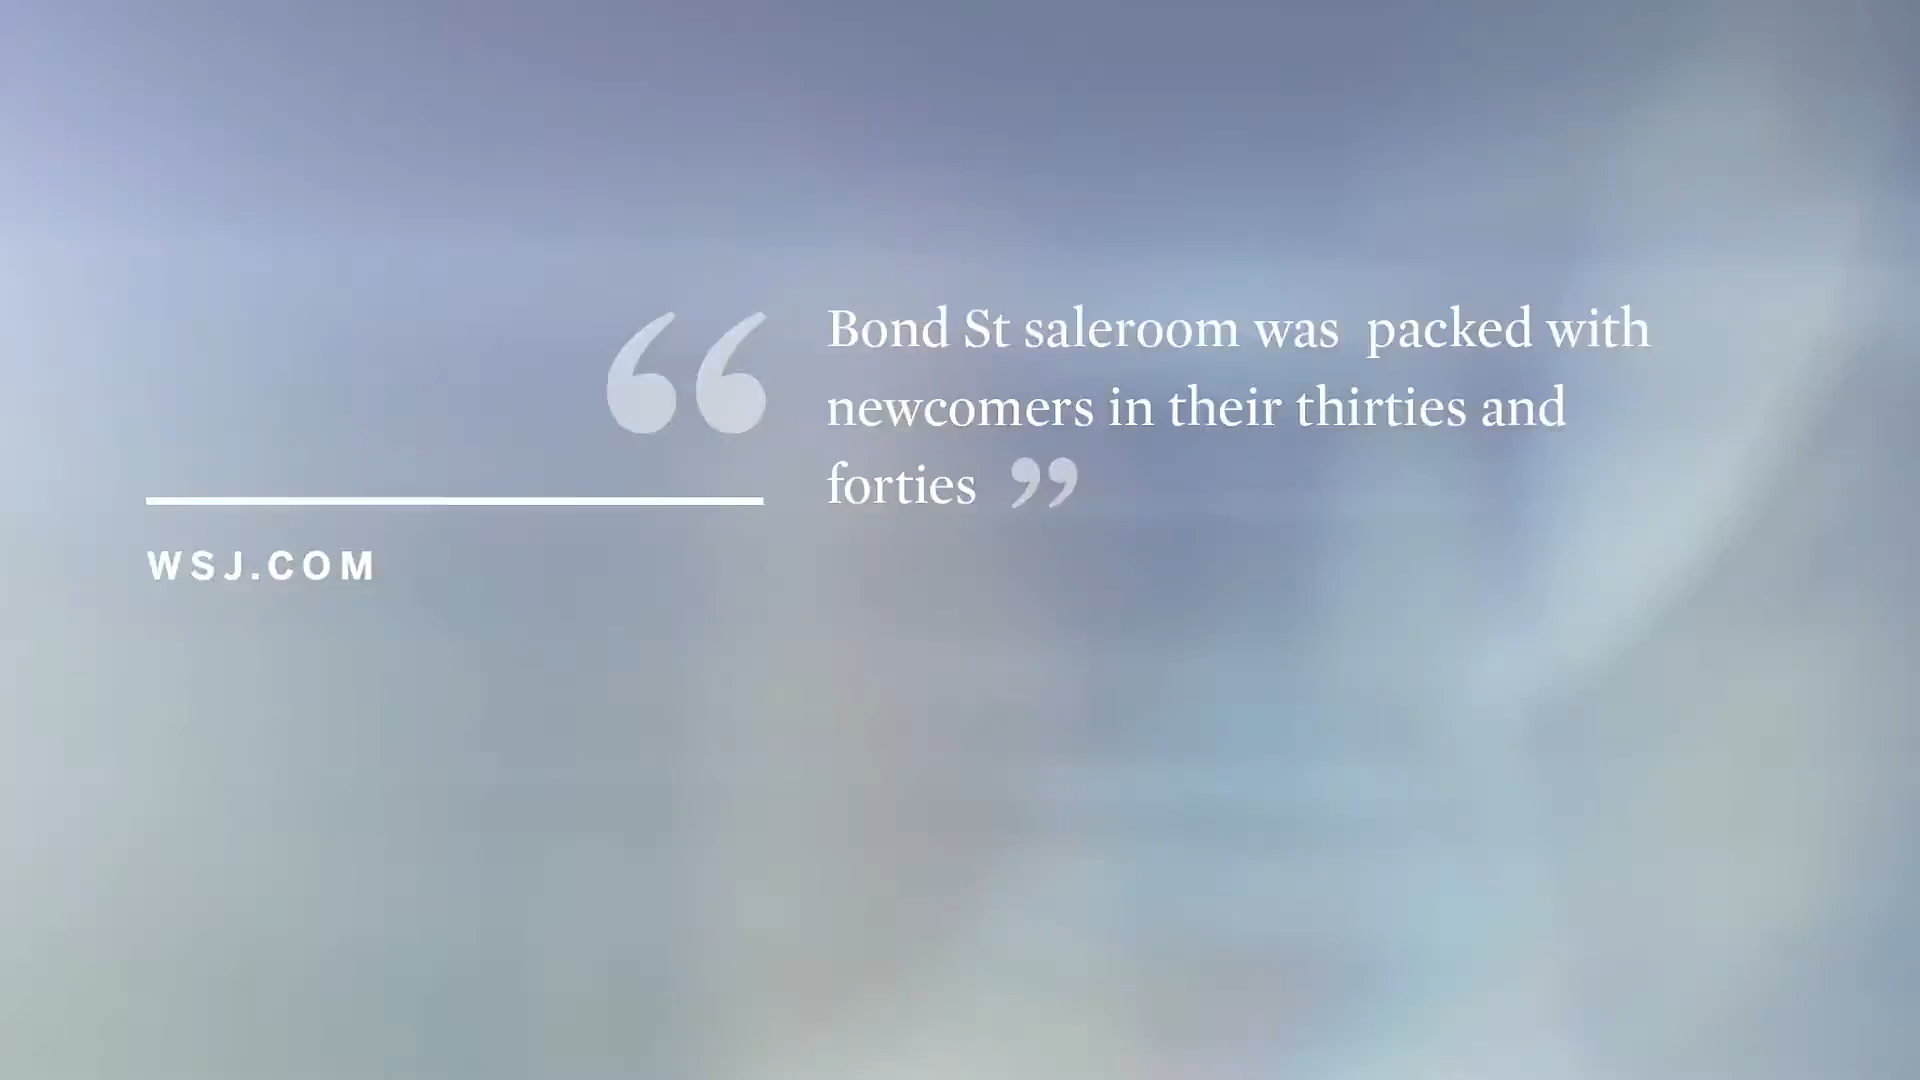 “ Bond St saleroom was  packed with
newcomers in their thirties and
forties ”
WSJ.COM